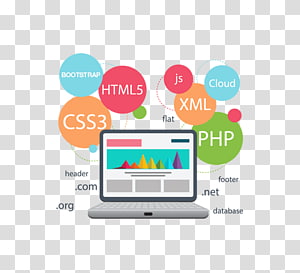 BOOTSTRAP
HTML5
js
Cloud
XML
CSS3
flat
PHP
header
footer
.com
.net
.org
database